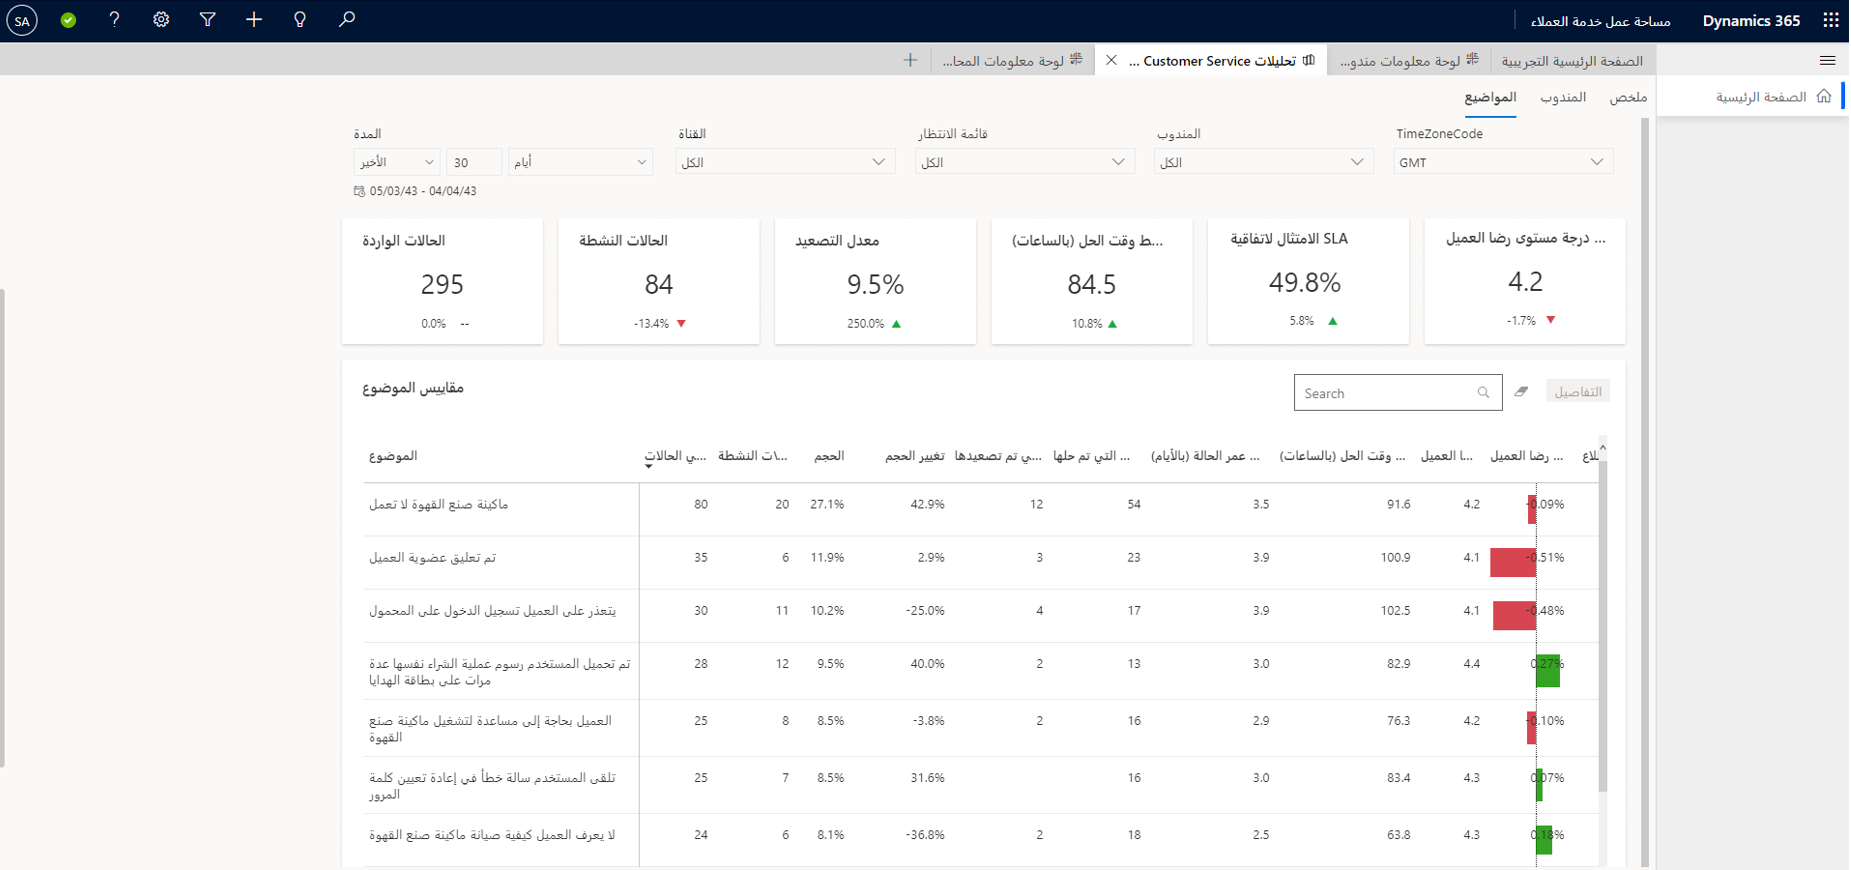 Dynamics 365
مساحة عمل خدمة العملاء
SA
الصفحة الرئيسية التجريبية
لوحة معلومات مندو...
تحليلات Customer Service ...
لوحة معلومات المحا...
الصفحة الرئيسية
ملخص
المندوب
المواضيع
المدة
القناة
قائمة الانتظار
المندوب
TimeZoneCode
الأخير
30
أيام
الكل
الكل
الكل
GMT
05/03/43 - 04/04/43
الحالات الواردة
295
0.0% --
الحالات النشطة
84
-13.4%
معدل التصعيد
9.5%
250.0%
...ط وقت الحل (بالساعات)
84.5
10.8%
SLA الامتثال لاتفاقية
49.8%
5.8%
... درجة مستوى رضا العميل
4.2
-1.7%
مقاييس الموضوع
Search
التفاصيل
الموضوع
...ي الحالات
...\ت النشطة
الحجم
تغيير الحجم
...ي تم تصعيدها
... التي تم حلها
... عمر الحالة (بالأيام)
... وقت الحل (بالساعات)
...ا العميل
... رضا العميل
ماكينة صنع القهوة لا تعمل 80 20 27.1% 42.9% 12 54 3.5 91.6 4.2 -0.09%
تم تعليق عضوية العميل 35 6 11.9% 2.9% 3 23 3.9 100.9 4.1 -0.51%
يتعذر على العميل تسجيل الدخول على المحمول 30 11 10.2% -25.0% 4 17 3.9 102.5 4.1 -0.48%
تم تحميل المستخدم رسوم عملية الشراء نفسها عدة 28 12 9.5% 40.0% 2 13 3.0 82.9 4.4 0.27%
مرات على بطاقة الهدايا
العميل بحاجة إلى مساعدة لتشغيل ماكينة صنع 25 8 8.5% -3.8% 2 16 2.9 76.3 4.2 -0.10%
القهوة
تلقى المستخدم سالة خطأ في إعادة تعيين كلمة 25 7 8.5% 31.6% 16 3.0 83.4 4.3 0.07%
المرور
لا يعرف العميل كيفية صيانة ماكينة صنع القهوة 24 6 8.1% -36.8% 2 18 2.5 63.8 4.3 0.18%